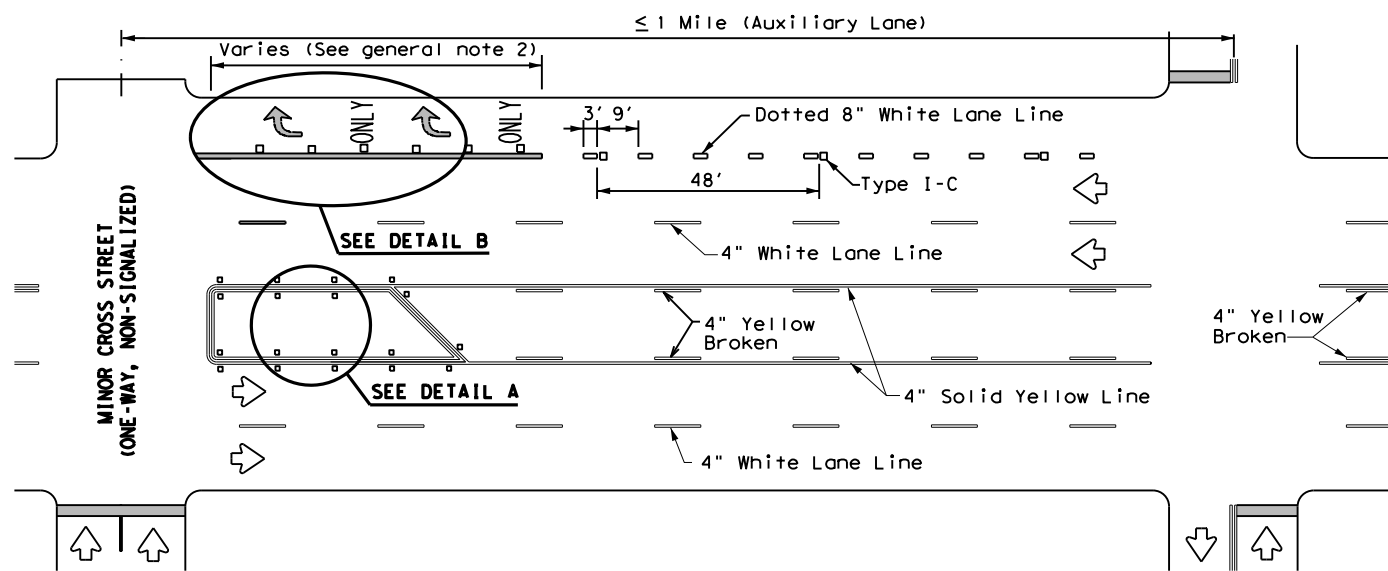 ≤ 1 Mile (Auxiliary Lane)
Varies (See general note 2)
ONLY
ONLY
3' 9'
Dotted 8" White Lane Line
48'
Type I-C
SEE DETAIL B
4" White Lane Line
MINOR CROSS STREET
(ONE-WAY, NON-SIGNALIZED)
4" Yellow
Broken
4" Yellow
Broken
SEE DETAIL A
4" Solid Yellow Line
4" White Lane Line